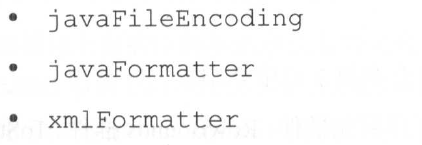 • javaFileEncoding
• javaFormatter
• xmlFormatter